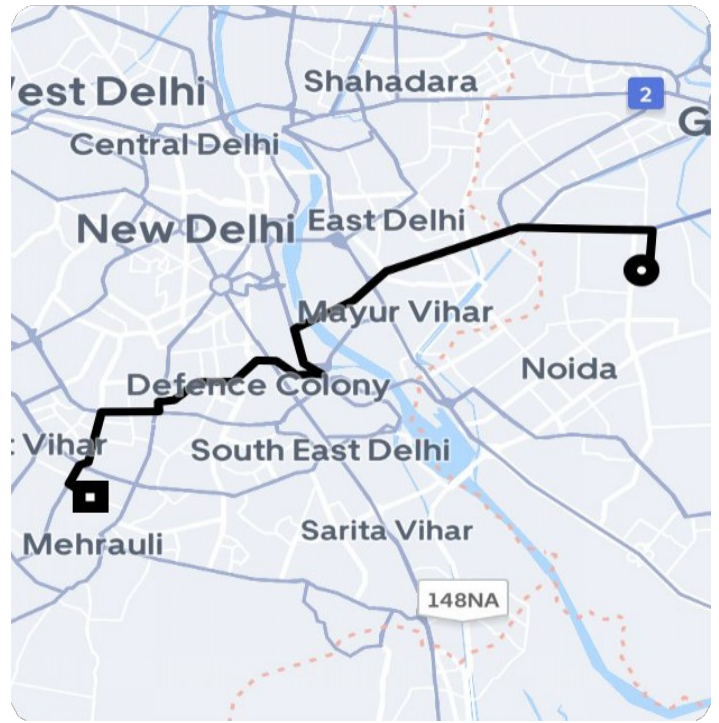 Shahadara
est Delhi
2
G
Central Delhi
East Delhi
New Delhi
Mayur Vihar
Noida
Defence Colony
Vihar
South East Delhi
Sarita Vihar
Mehrauli
148NA